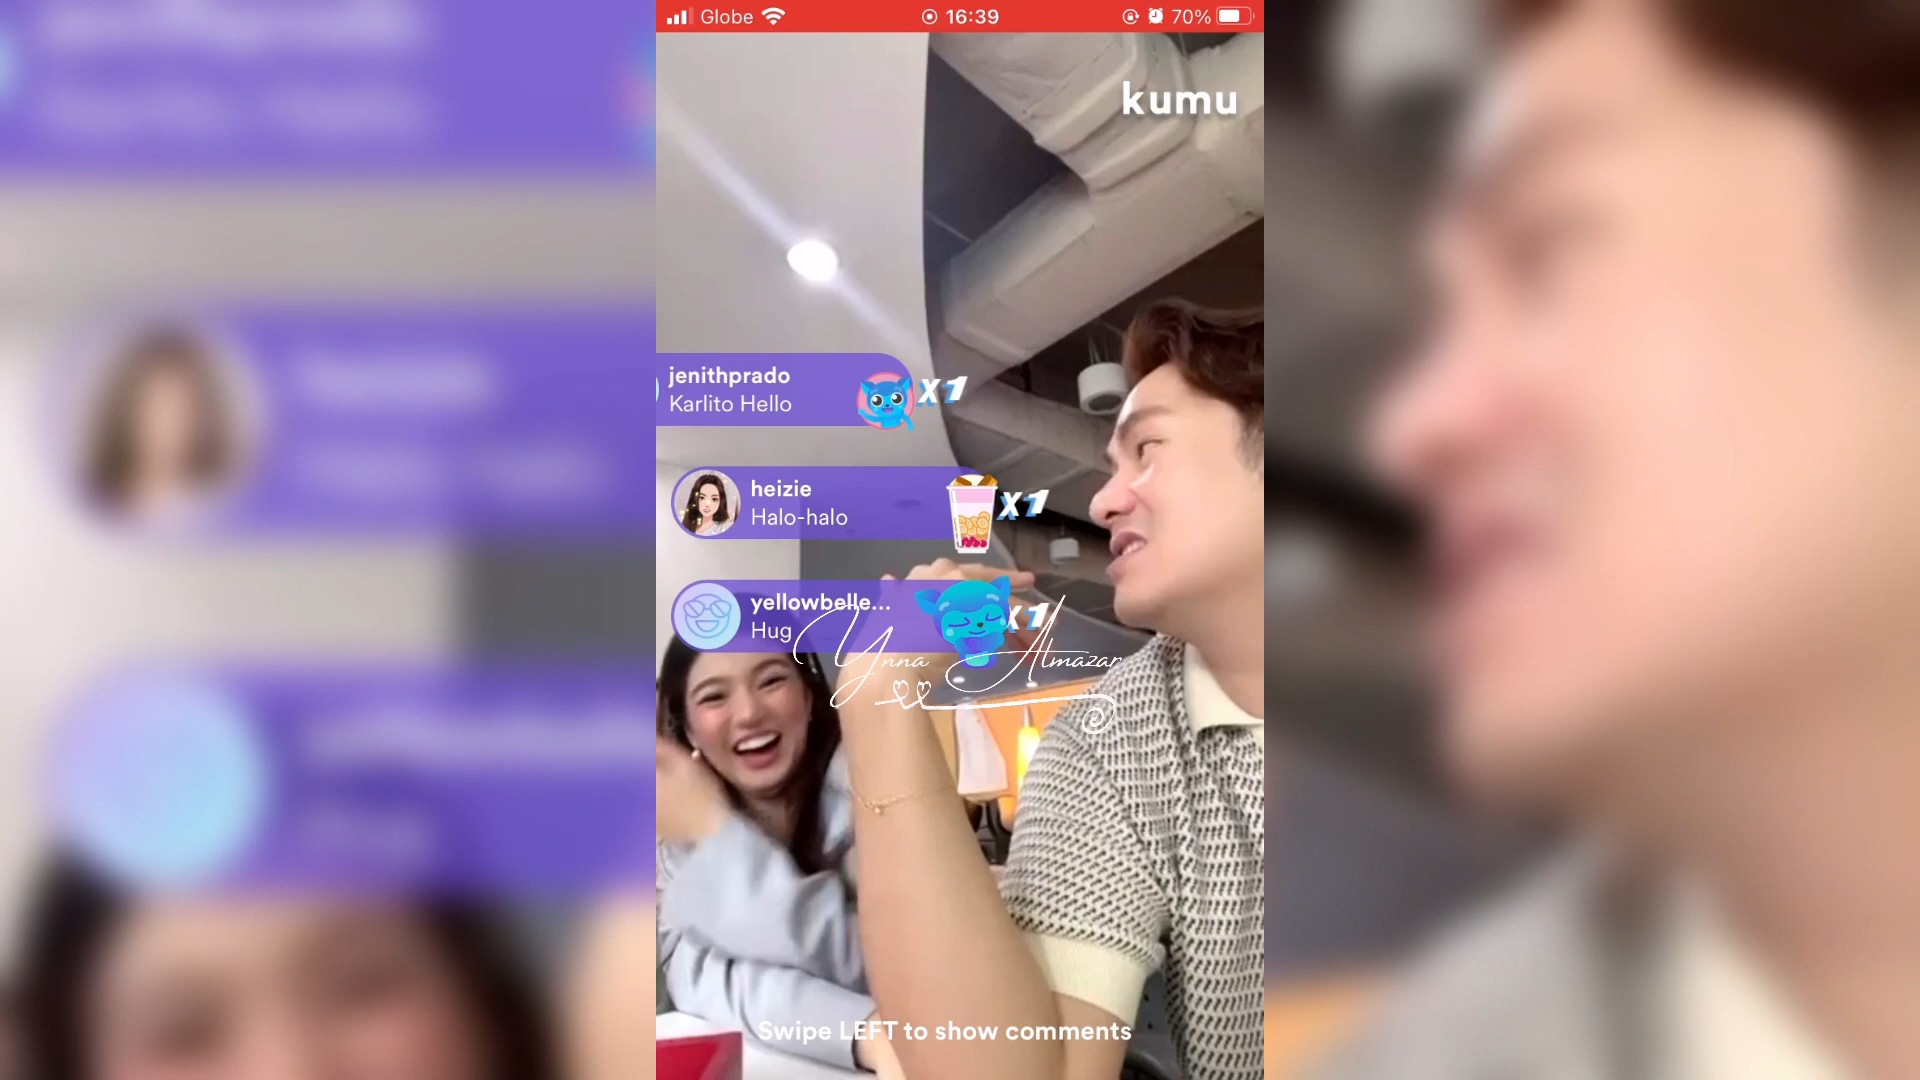 Globe
16:39
70%
kumu
jenithprado
Karlito Hello
X1
heizie
Halo-halo
X1
yellowbelle...
Hug
X1
Ynna Almazan
Swipe LEFT to show comments